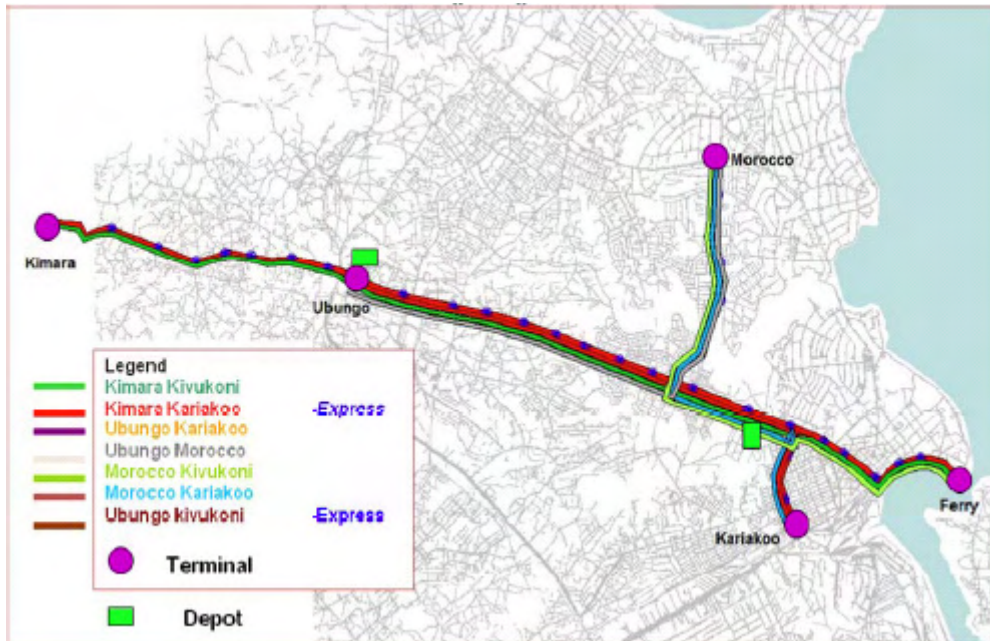 Morocco
Kimara
Ubungo
Legend
Kimara Kivukoni
Kimara Kariakoo -Express
Ubungo Kariakoo
Ubungo Morocco
Morocco Kivukoni
Morocco Kariakoo
Ubungo kivukoni -Express
Terminal
Depot
Kariakoo
Ferry